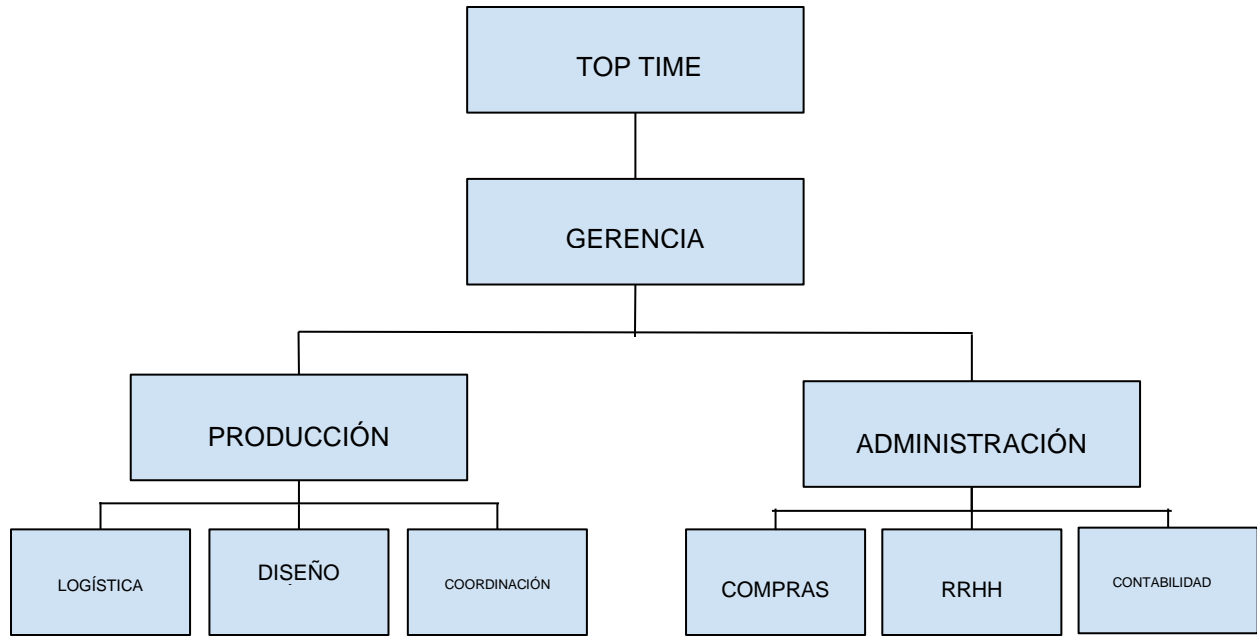 TOP TIME
GERENCIA
PRODUCCIÓN
ADMINISTRACIÓN
LOGÍSTICA
DISEÑO
COORDINACIÓN
COMPRAS
RRHH
CONTABILIDAD